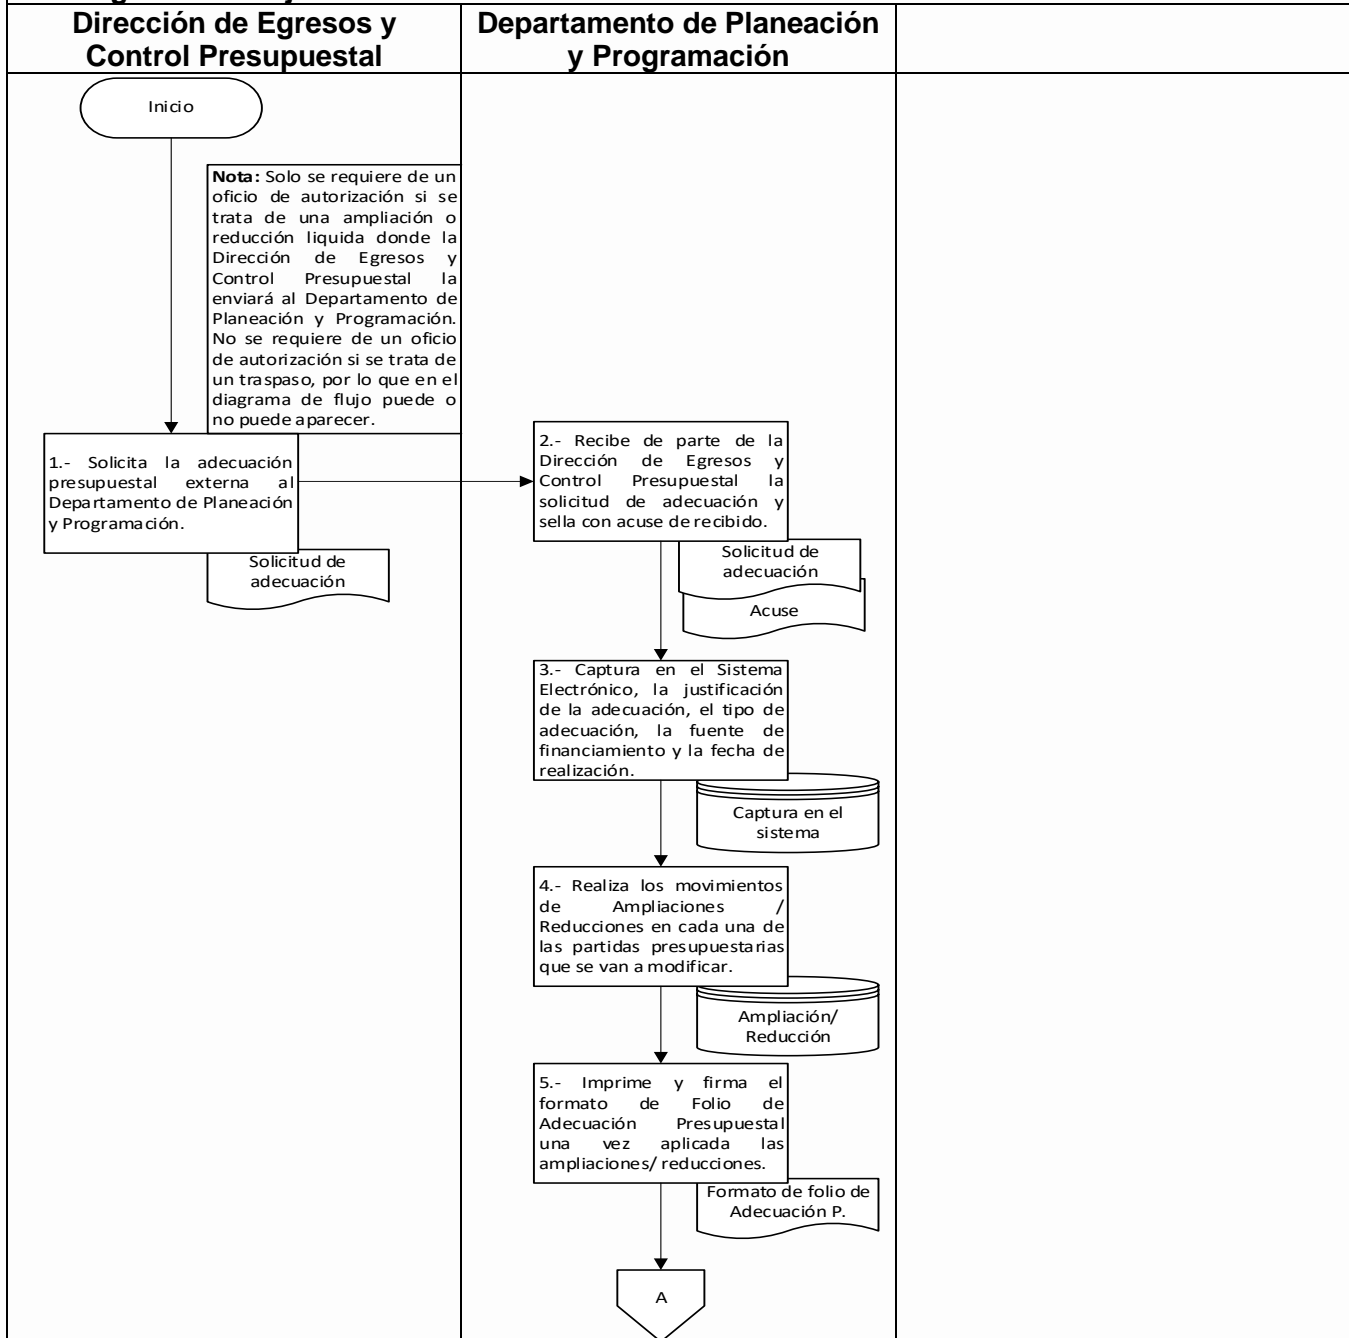 Dirección de Egresos y
Control Presupuestal
Departamento de Planeación
y Programación
Inicio
Nota: Solo se requiere de un
oficio de autorización si se
trata de una ampliación o
reducción liquida donde la
Dirección de Egresos y
Control Presupuestal la
enviará al Departamento de
Planeación y Programación.
No se requiere de un oficio
de autorización si se trata de
un traspaso, por lo que en el
diagrama de flujo puede o
no puede aparecer.
1.- Solicita la adecuación
presupuestal externa al
Departamento de Planeación
y Programación.
Solicitud de
adecuación
2.- Recibe de parte de la
Dirección de Egresos y
Control Presupuestal la
solicitud de adecuación y
sella con acuse de recibido.
Solicitud de
adecuación
Acuse
3.- Captura en el Sistema
Electrónico, la justificación
de la adecuación, el tipo de
adecuación, la fuente de
financiamiento y la fecha de
realización.
Captura en el
sistema
4.- Realiza los movimientos
de Ampliaciones /
Reducciones en cada una de
las partidas presupuestarias
que se van a modificar.
Ampliación/
Reducción
5.- Imprime y firma el
formato de Folio de
Adecuación Presupuestal
una vez aplicada las
ampliaciones/ reducciones.
Formato de folio de
Adecuación P.
A